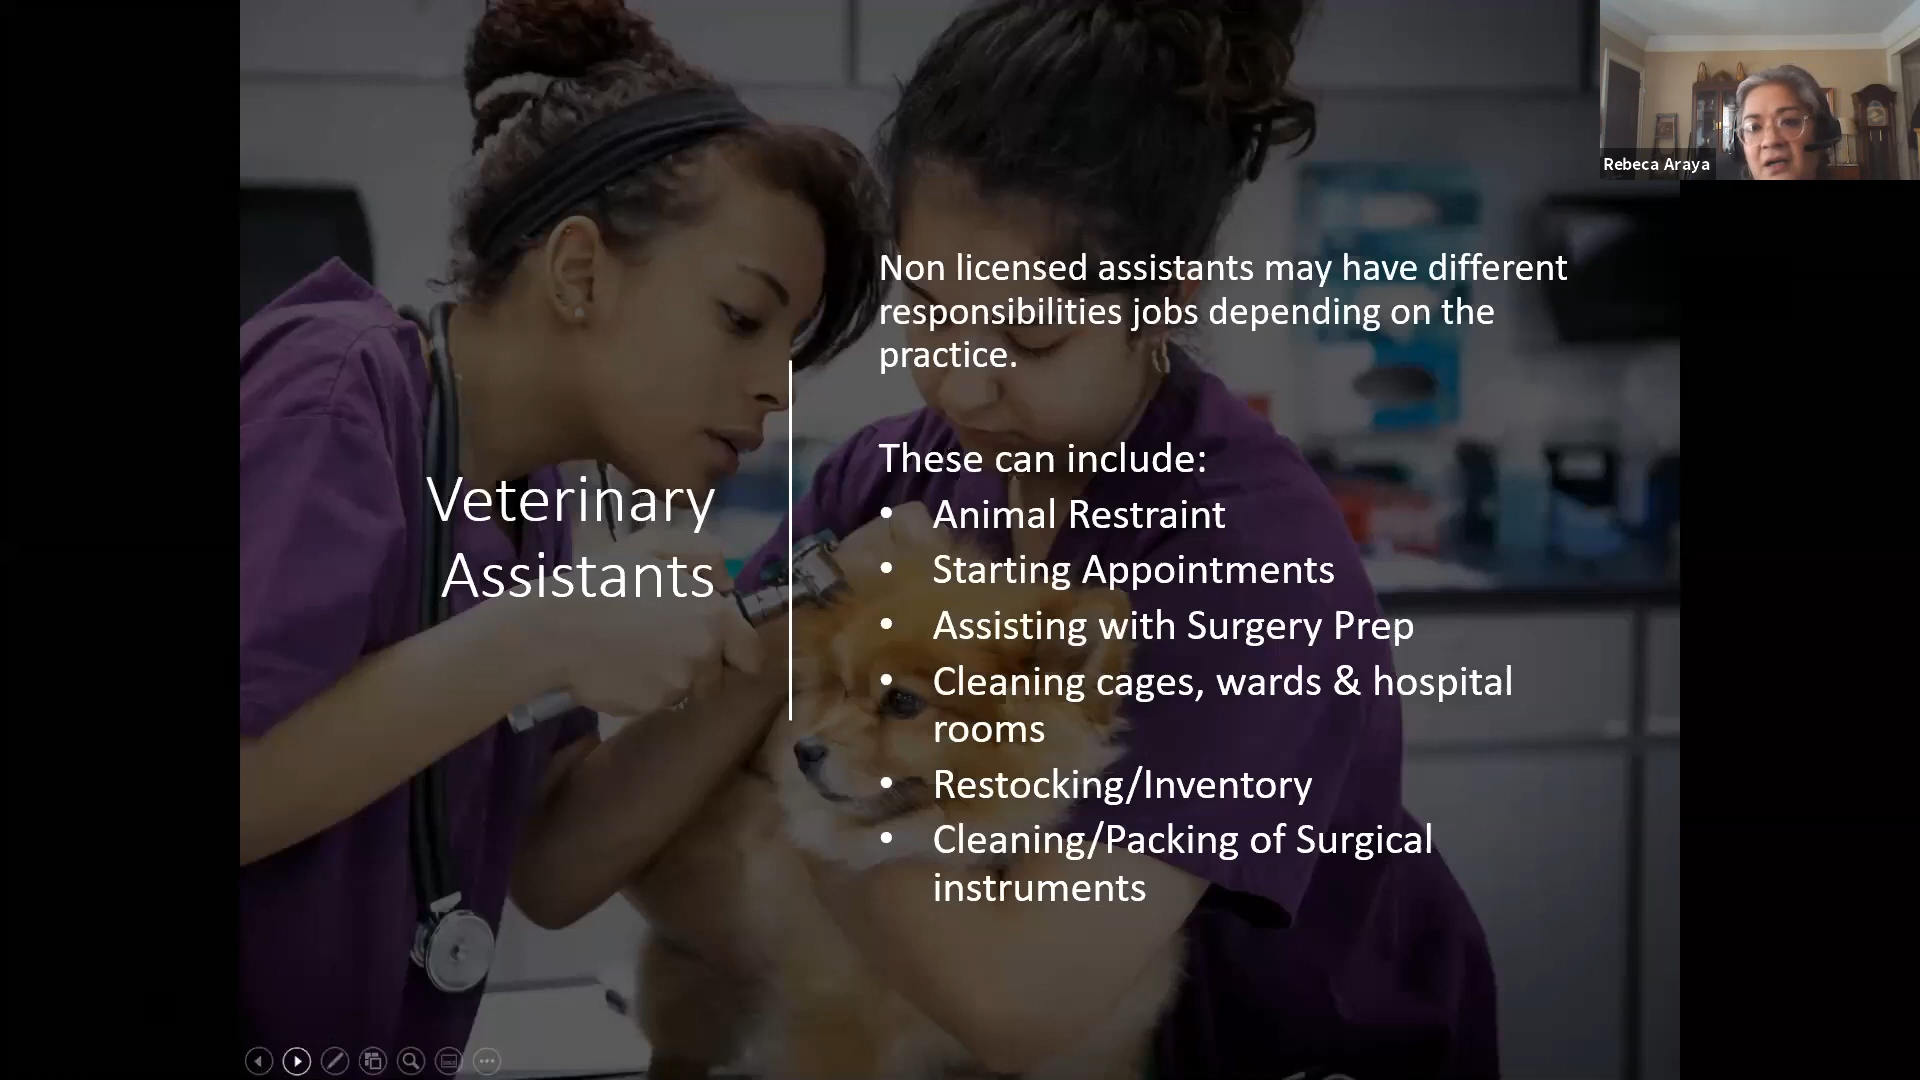 Rebeca Araya
Non licensed assistants may have different
responsibilities jobs depending on the
practice.
Veterinary
Assistants
These can include:
• Animal Restraint
• Starting Appointments
• Assisting with Surgery Prep
• Cleaning cages, wards & hospital
rooms
• Restocking/Inventory
• Cleaning/Packing of Surgical
instruments